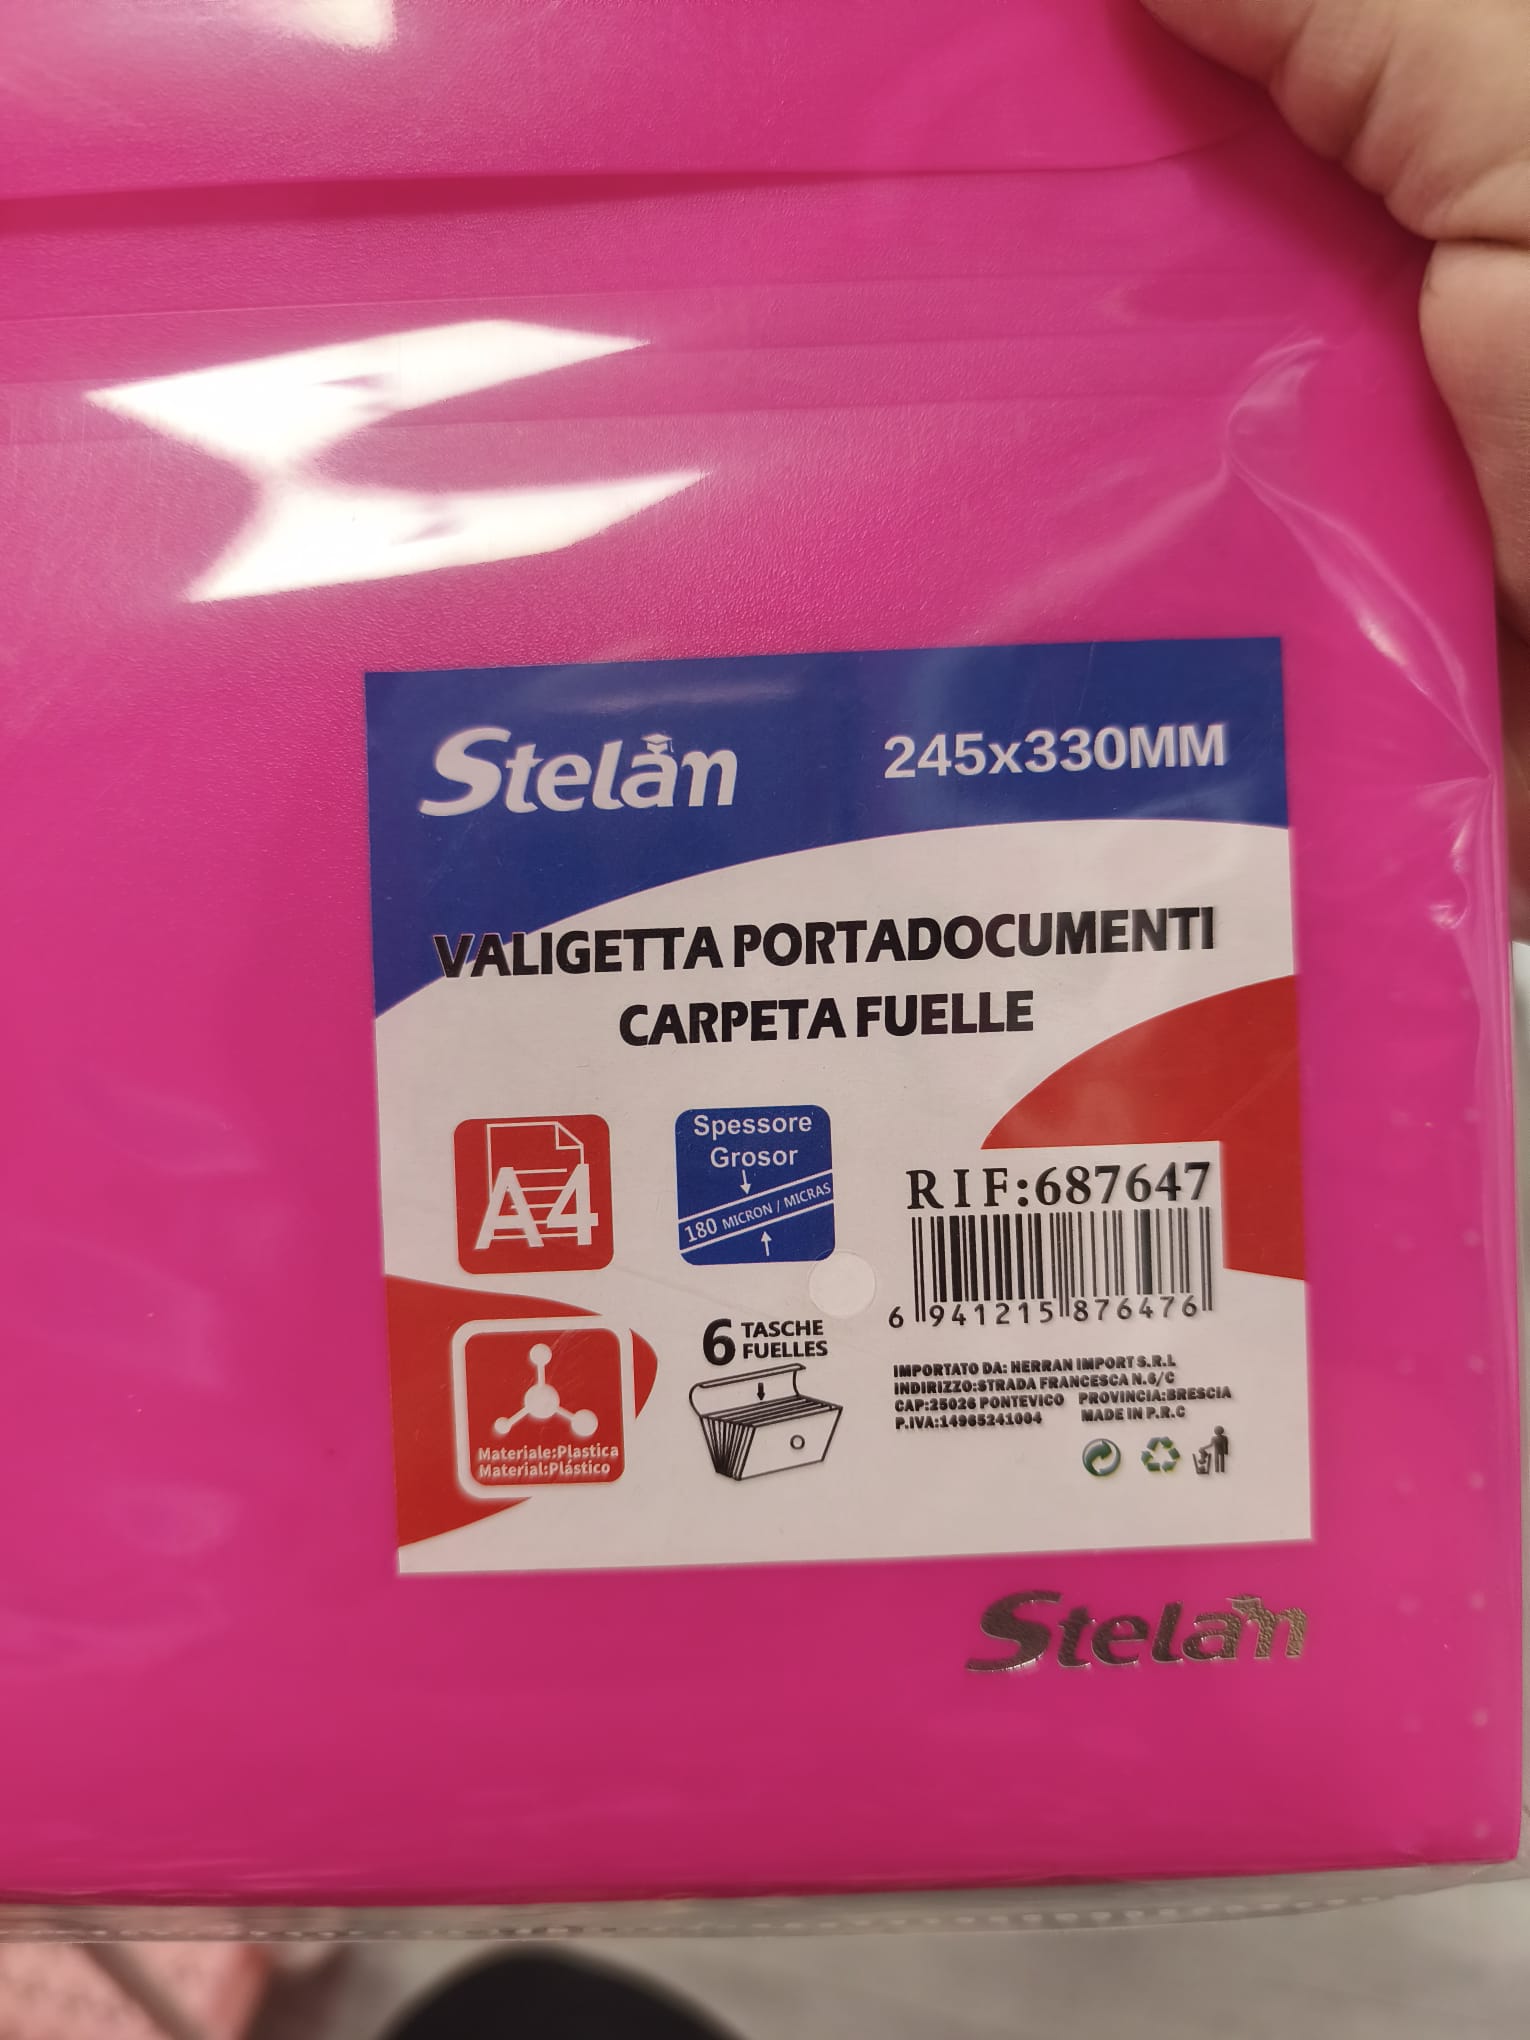 Stelan
245x330MM
VALIGETTA PORTADOCUMENTI
CARPETA FUELLE
A4
Spessore
Grosor
180 MICRON / MICRAS
RIF:687647
6 941215 876476
Materiale:Plastica
Material:Plástico
6 TASCHE
FUELLES
IMPORTATO DA: HERRAN IMPORT S.R.L
INDIRIZZO:STRADA FRANCESCA N.6/C
CAP:25026 PONTEVICO PROVINCIA:BRESCIA
P.IVA:14965241004 MADE IN P.R.C
Stelan